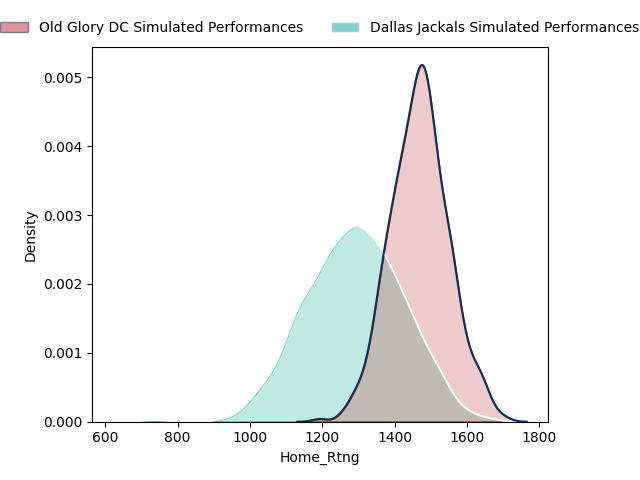 Old Glory DC Simulated Performances Dallas Jackals Simulated Performances
0.005
0.004
0.003
0.002
0.001
0.000
Density
600 800 1000 1200 1400 1600 1800
Home_Rtng